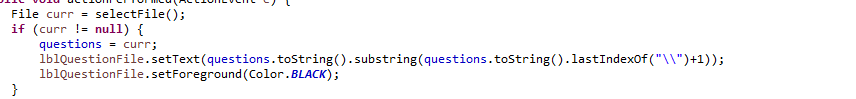 File curr = selectFile();
if (curr != null) {
questions = curr;
lblQuestionFile.setText(questions.toString().substring(questions.toString().lastIndexOf("\\")+1));
lblQuestionFile.setForeground(Color.BLACK);
}